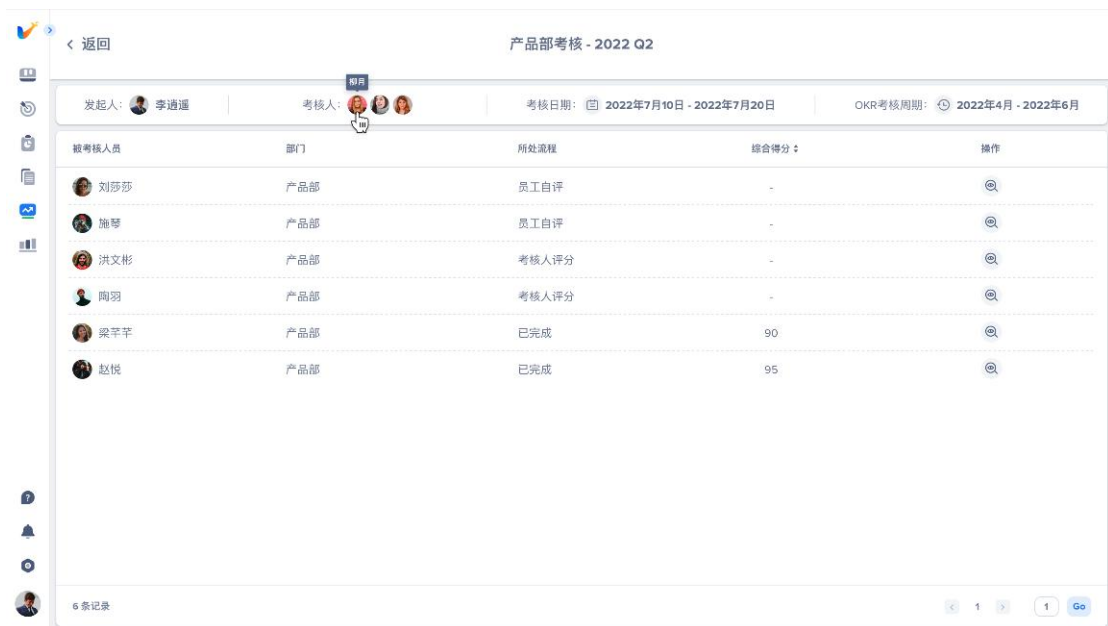 返回
产品部考核 - 2022 Q2
柳月
发起人： 李逍遥
考核人：
考核日期： 2022年7月10日 - 2022年7月20日
OKR考核周期： 2022年4月 - 2022年6月
被考核人员 部门 所处流程 综合得分 操作
刘莎莎 产品部 员工自评 -
施琴 产品部 员工自评 -
洪文彬 产品部 考核人评分 -
陶羽 产品部 考核人评分 -
梁芊芊 产品部 已完成 90
赵悦 产品部 已完成 95
6 条记录
1
1 Go